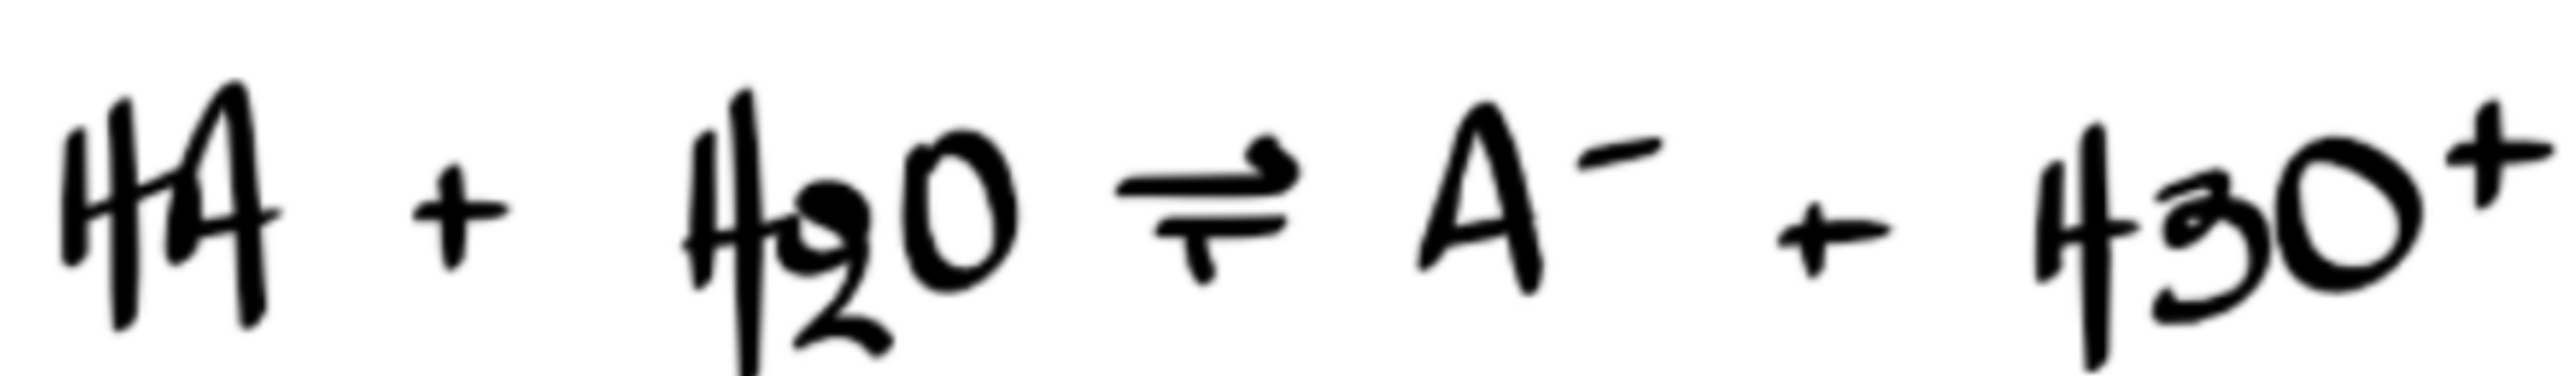 HA + H₂O ⇌ A⁻ + H₃O⁺